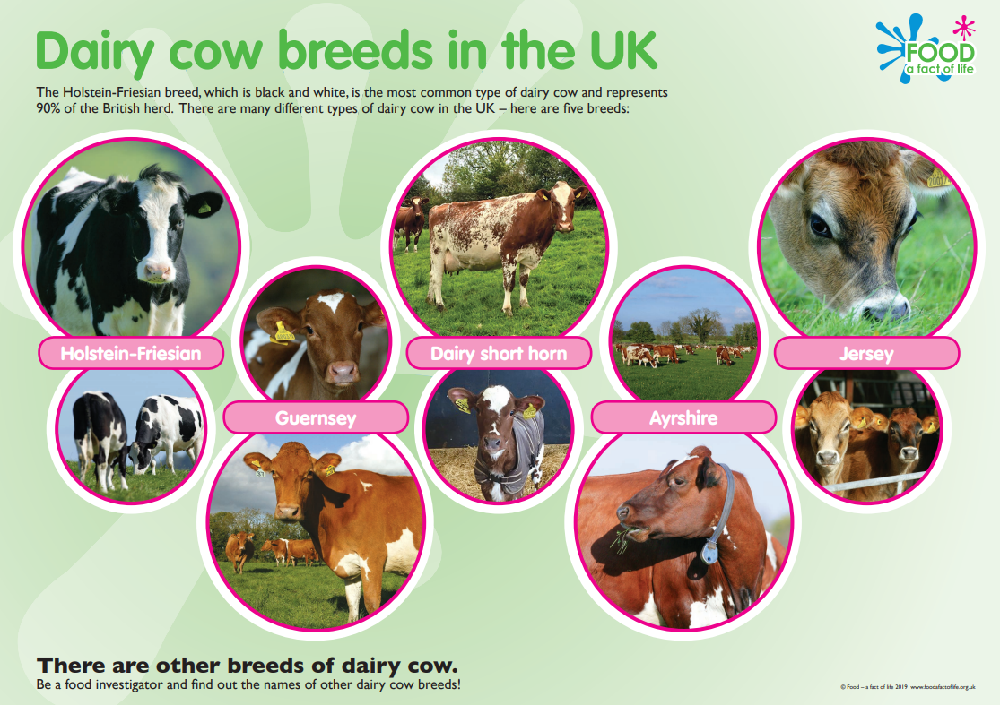 Dairy cow breeds in the UK
FOOD
a fact of life
The Holstein-Friesian breed, which is black and white, is the most common type of dairy cow and represents
90% of the British herd. There are many different types of dairy cow in the UK – here are five breeds:
Holstein-Friesian
Dairy short horn
Jersey
Guernsey
Ayrshire
There are other breeds of dairy cow.
Be a food investigator and find out the names of other dairy cow breeds!
© Food – a fact of life 2019 www.foodafactoflife.org.uk